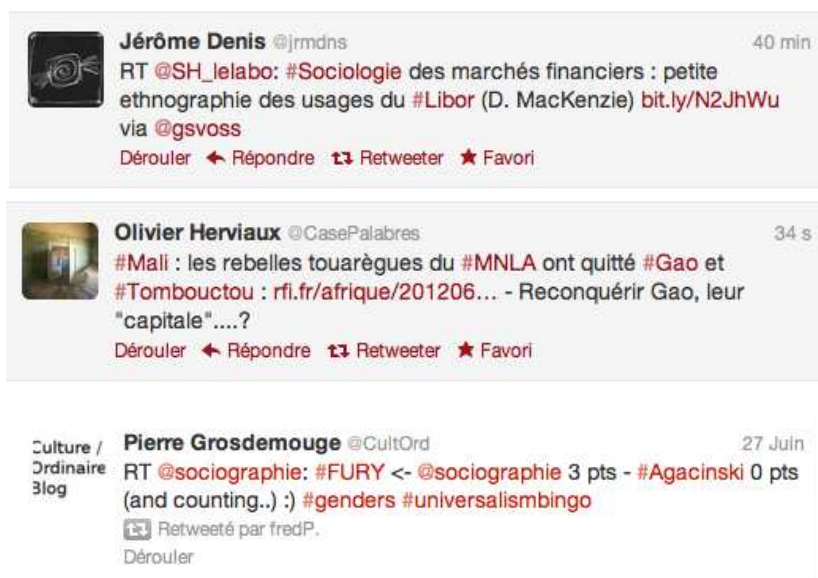 Jérôme Denis @jrmdns 40 min
RT @SH_lelabo: #Sociologie des marchés financiers : petite
ethnographie des usages du #Libor (D. MacKenzie) bit.ly/N2JhWu
via @gsvoss
Dérouler Répondre Retweeter Favori
Olivier Herviaux @CasePalabres 34 s
#Mali : les rebelles touarègues du #MNLA ont quitté #Gao et
#Tombouctou : rfi.fr/afrique/201206... - Reconquérir Gao, leur
"capitale"....?
Dérouler Répondre Retweeter Favori
Culture /
Ordinaire
Blog
Pierre Grosdemouge @CultOrd 27 Juin
RT @sociographie: #FURY <- @sociographie 3 pts - #Agacinski 0 pts
(and counting..) :) #genders #universalismbingo
Retweeté par fredP.
Dérouler